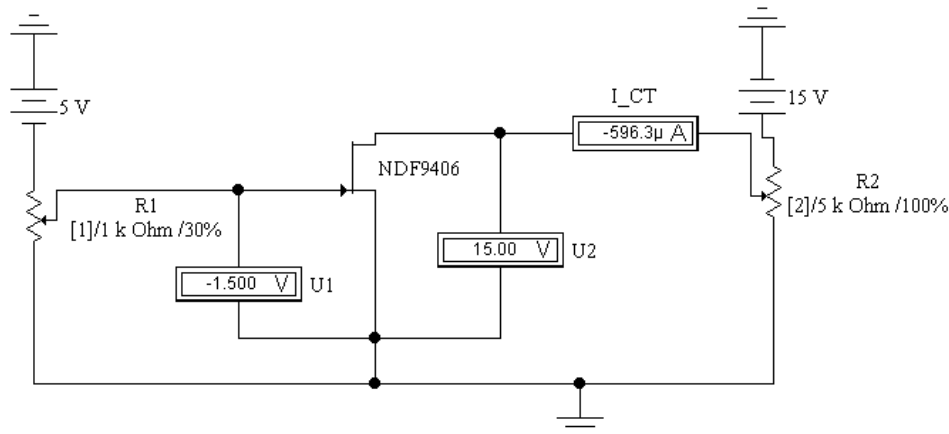 5 V
R1
[1]/1 k Ohm /30%
-1.500 V
U1
NDF9406
I_CT
-596.3µ A
15.00 V
U2
15 V
R2
[2]/5 k Ohm /100%